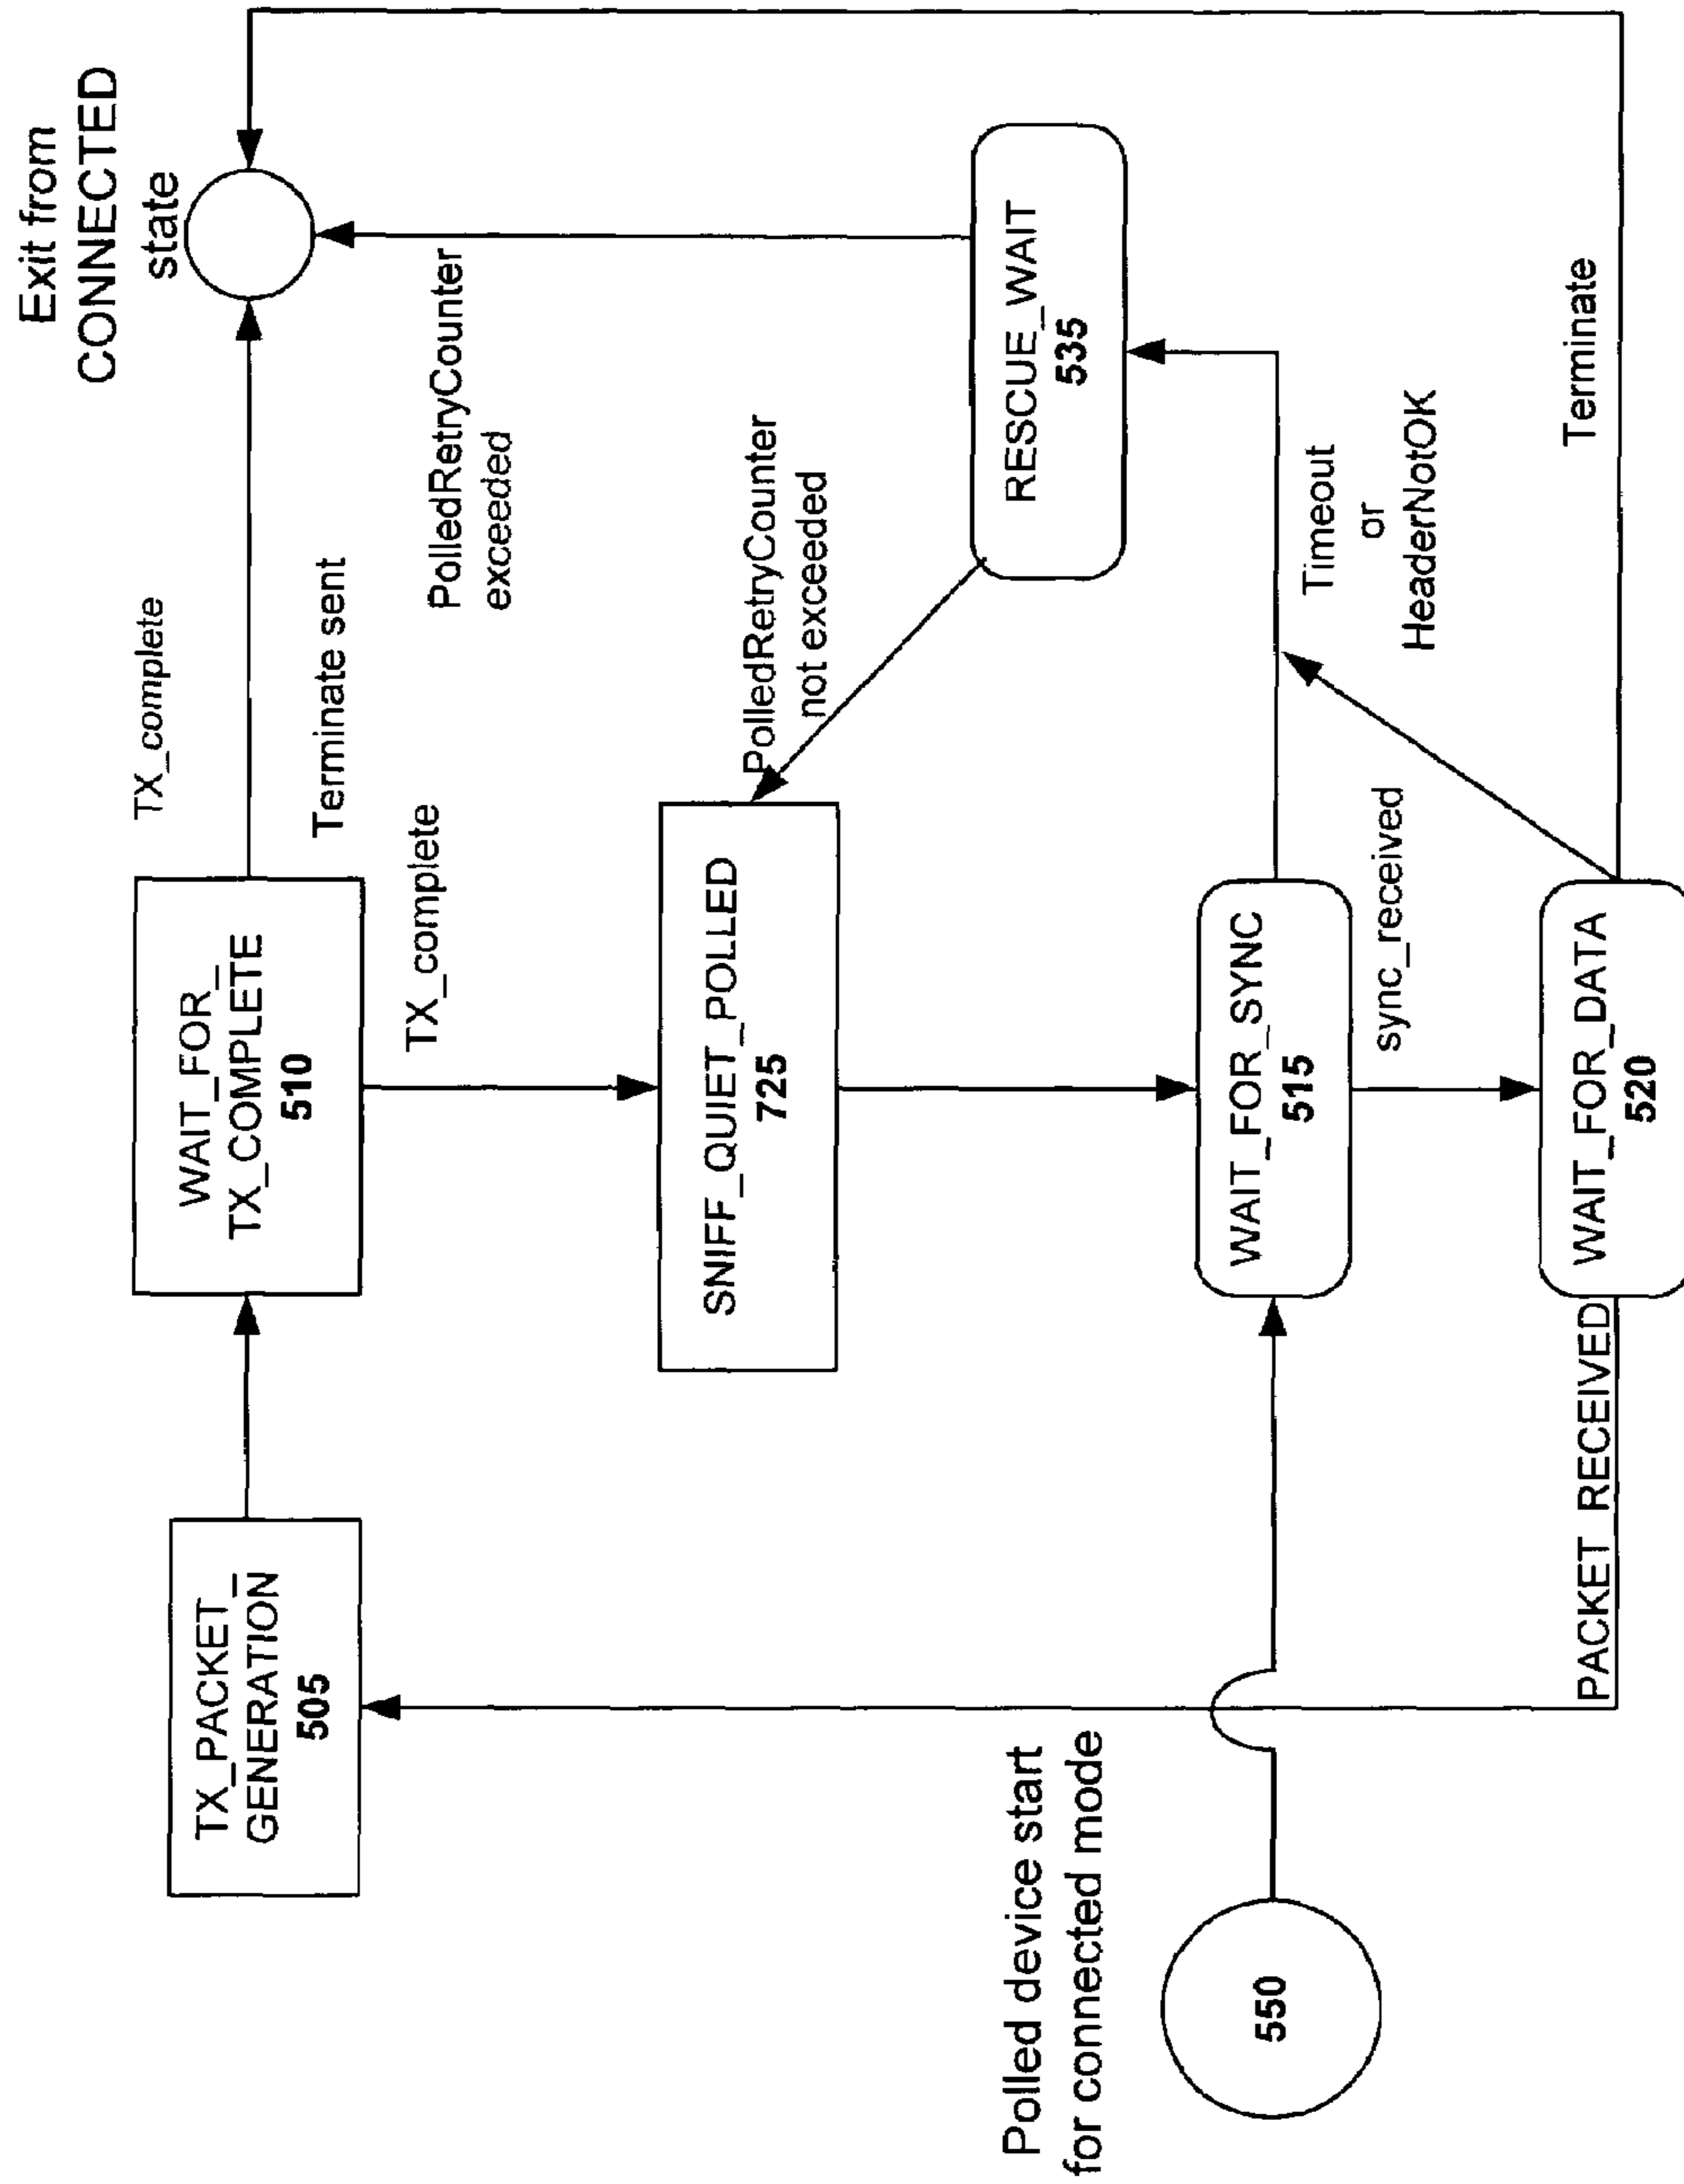 Exit from
CONNECTED
state
TX_complete
Terminate sent
WAIT_FOR_
TX_COMPLETE
510
TX_PACKET_
GENERATION
505
TX_complete
PolledRetryCounter
exceeded
SNIFF_QUIET_POLLED
725
PolledRetryCounter
not exceeded
RESCUE_WAIT
535
Polled device start
for connected mode
550
WAIT_FOR_SYNC
515
Timeout
or
HeaderNotOK
sync_received
PACKET_RECEIVED
WAIT_FOR_DATA
520
Terminate